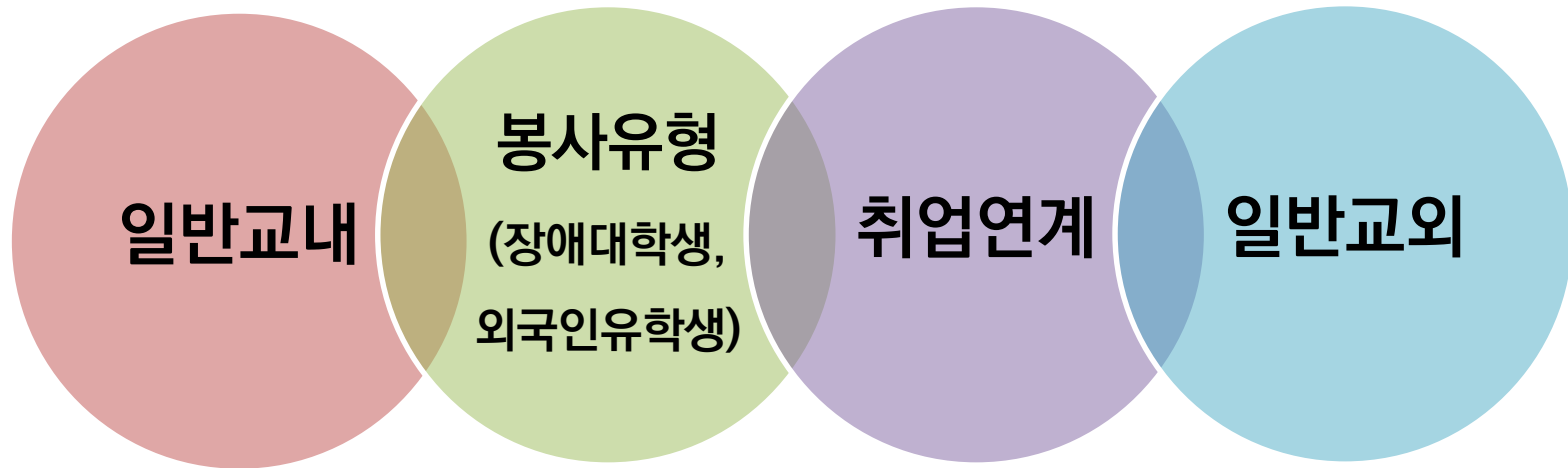 일반교내
봉사유형
(장애대학생,
외국인유학생)
취업연계
일반교외